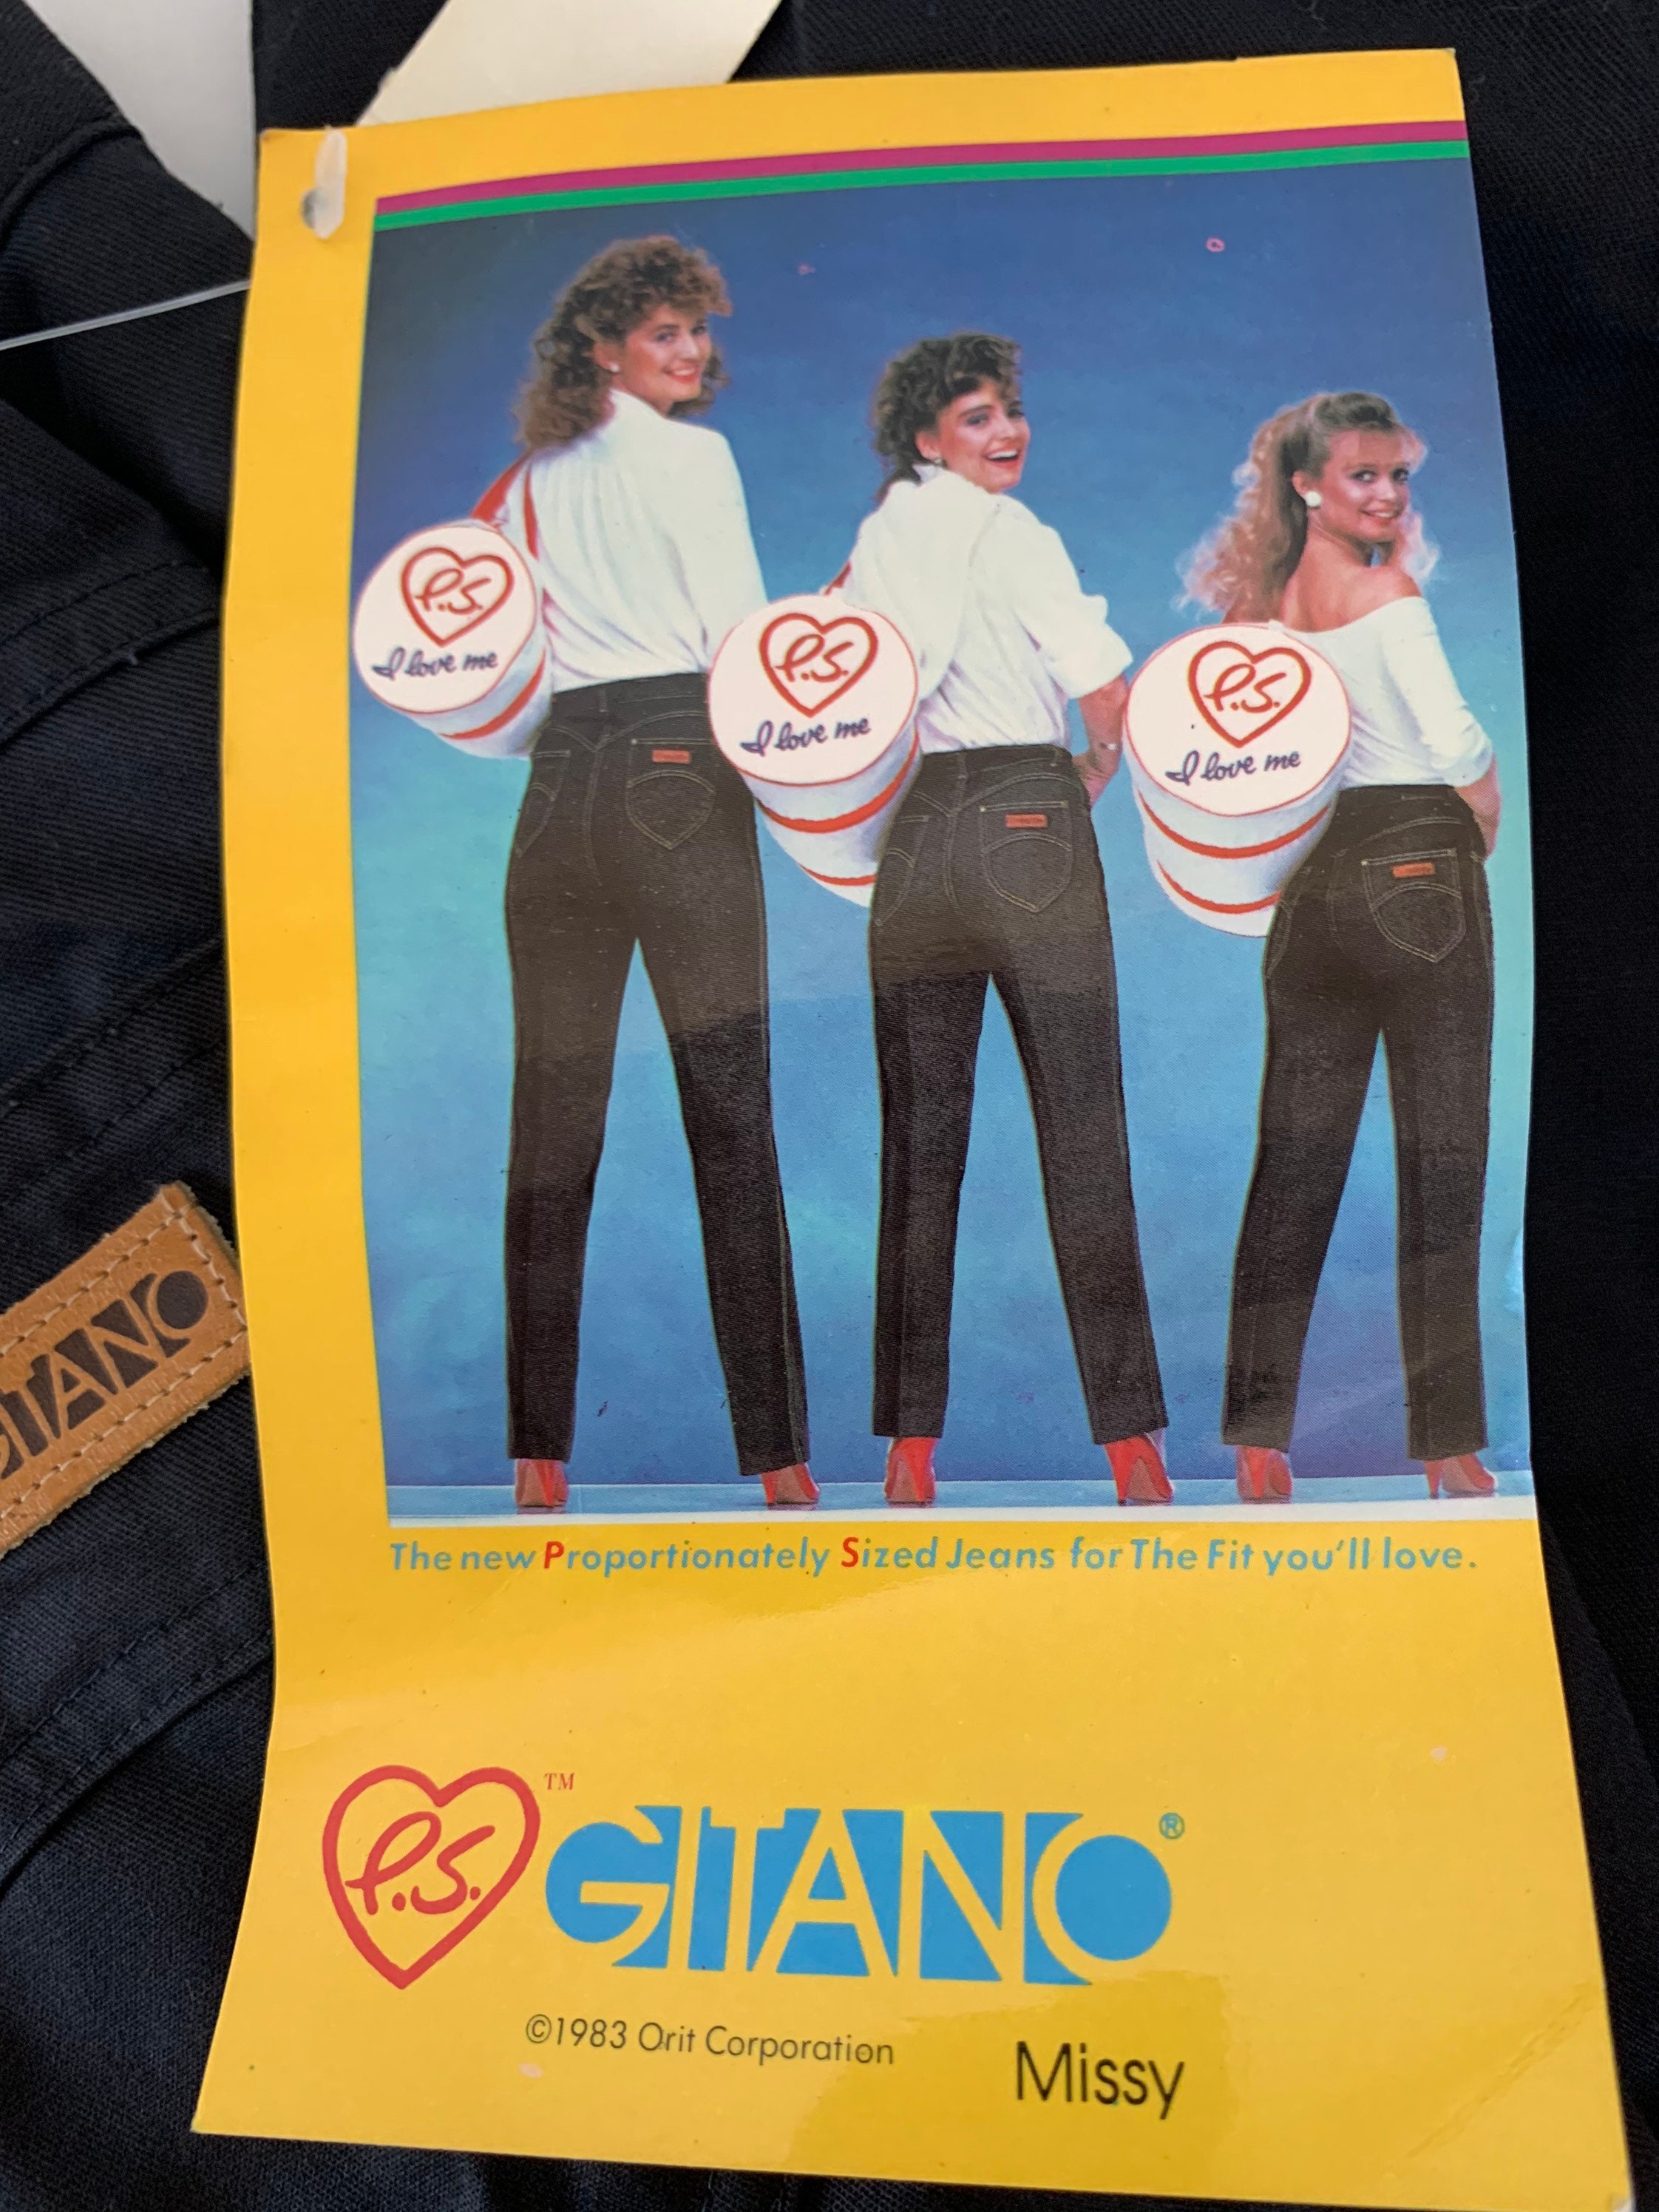 P.S.
I love me
P.S.
I love me
P.S.
I love me
The new Proportionately Sized Jeans for The Fit you'll love.
P.S.™ GITANO®
©1983 Orit Corporation
Missy
GITANO